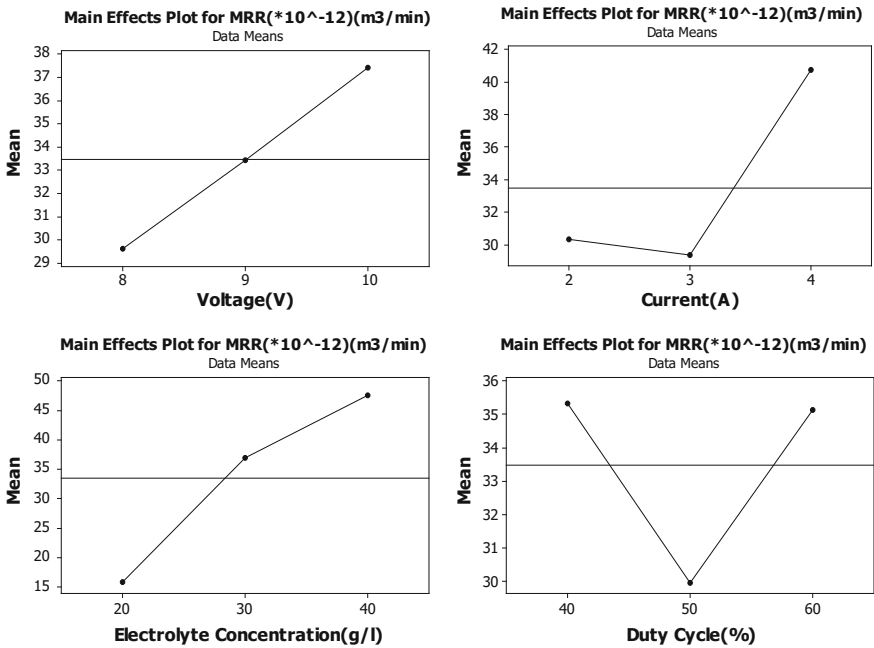 Main Effects Plot for MRR(*10^-12)(m3/min)
Data Means
38
37
36
35
34
33
32
31
30
29
Mean
8
9
10
Voltage(V)
Main Effects Plot for MRR(*10^-12)(m3/min)
Data Means
42
40
38
36
34
32
30
Mean
2
3
4
Current(A)
Main Effects Plot for MRR(*10^-12)(m3/min)
Data Means
50
45
40
35
30
25
20
15
Mean
20
30
40
Electrolyte Concentration(g/l)
Main Effects Plot for MRR(*10^-12)(m3/min)
Data Means
36
35
34
33
32
31
30
Mean
40
50
60
Duty Cycle(%)